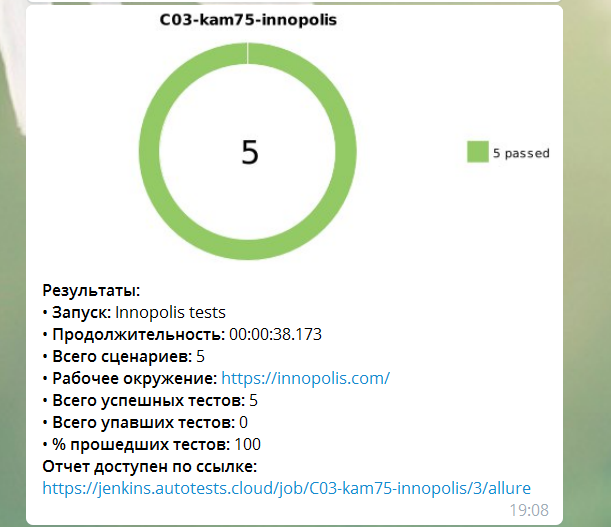 C03-kam75-innopolis
5
5 passed
Результаты:
• Запуск: Innopolis tests
• Продолжительность: 00:00:38.173
• Всего сценариев: 5
• Рабочее окружение: https://innopolis.com/
• Всего успешных тестов: 5
• Всего упавших тестов: 0
• % прошедших тестов: 100
Отчет доступен по ссылке:
https://jenkins.autotests.cloud/job/C03-kam75-innopolis/3/allure
19:08